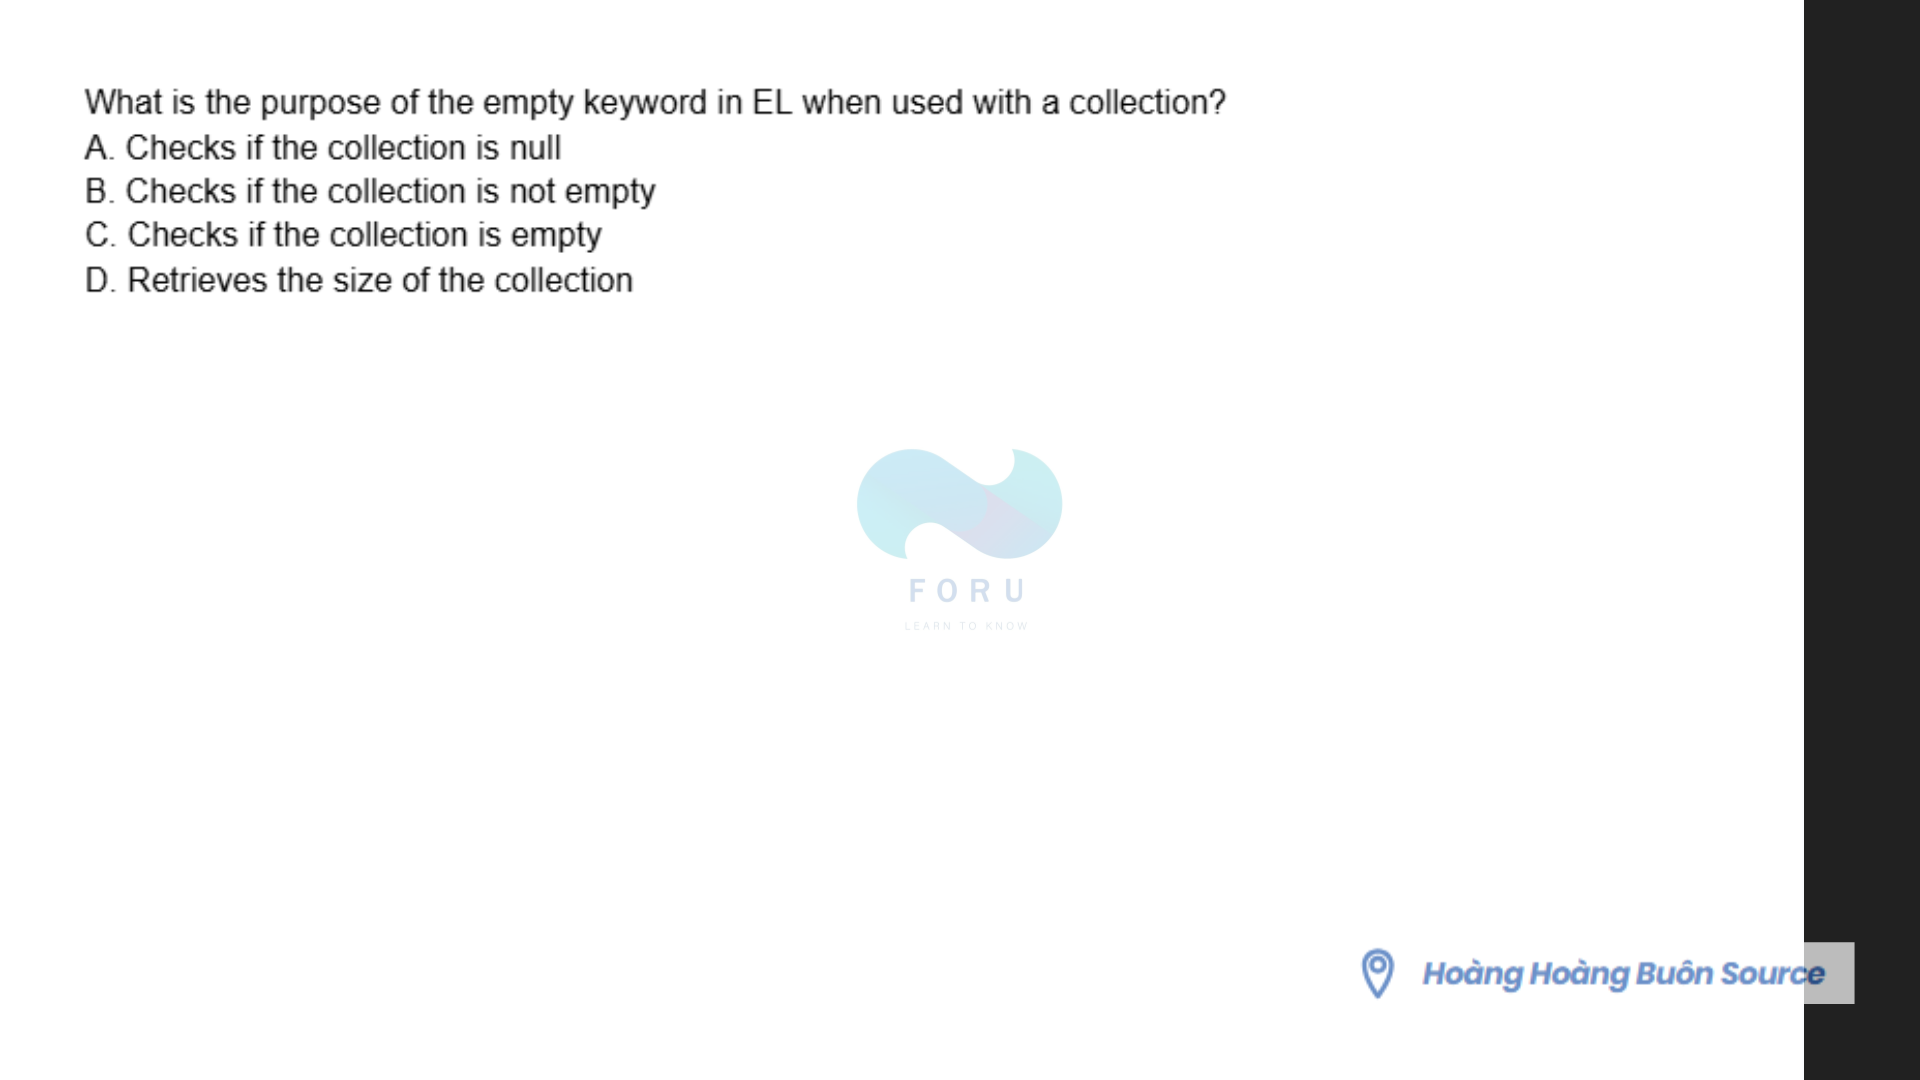 What is the purpose of the empty keyword in EL when used with a collection?
A. Checks if the collection is null
B. Checks if the collection is not empty
C. Checks if the collection is empty
D. Retrieves the size of the collection
FORU
LEARN TO KNOW
Hoàng Hoàng Buôn Source